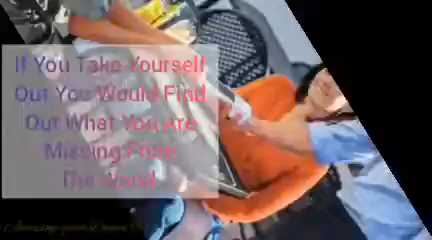 If You Take Yourself
Out You Would Find
Out What You Are
Missing From
The World